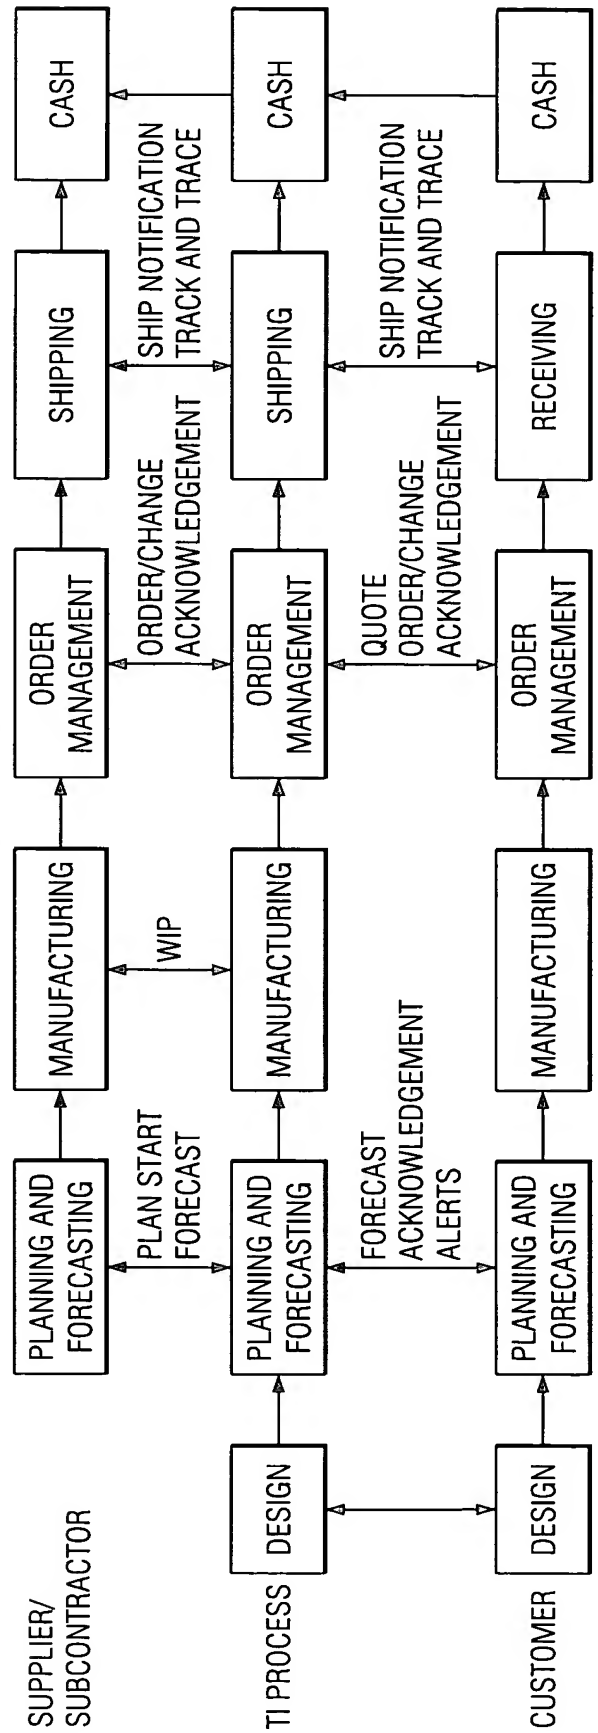 SUPPLIER/
SUBCONTRACTOR
PLANNING AND
FORECASTING
MANUFACTURING
ORDER
MANAGEMENT
SHIPPING
CASH
PLAN START
FORECAST
WIP
ORDER/CHANGE
ACKNOWLEDGEMENT
SHIP NOTIFICATION
TRACK AND TRACE
TI PROCESS
DESIGN
PLANNING AND
FORECASTING
MANUFACTURING
ORDER
MANAGEMENT
SHIPPING
CASH
FORECAST
ACKNOWLEDGEMENT
ALERTS
QUOTE
ORDER/CHANGE
ACKNOWLEDGEMENT
SHIP NOTIFICATION
TRACK AND TRACE
CUSTOMER
DESIGN
PLANNING AND
FORECASTING
MANUFACTURING
ORDER
MANAGEMENT
RECEIVING
CASH